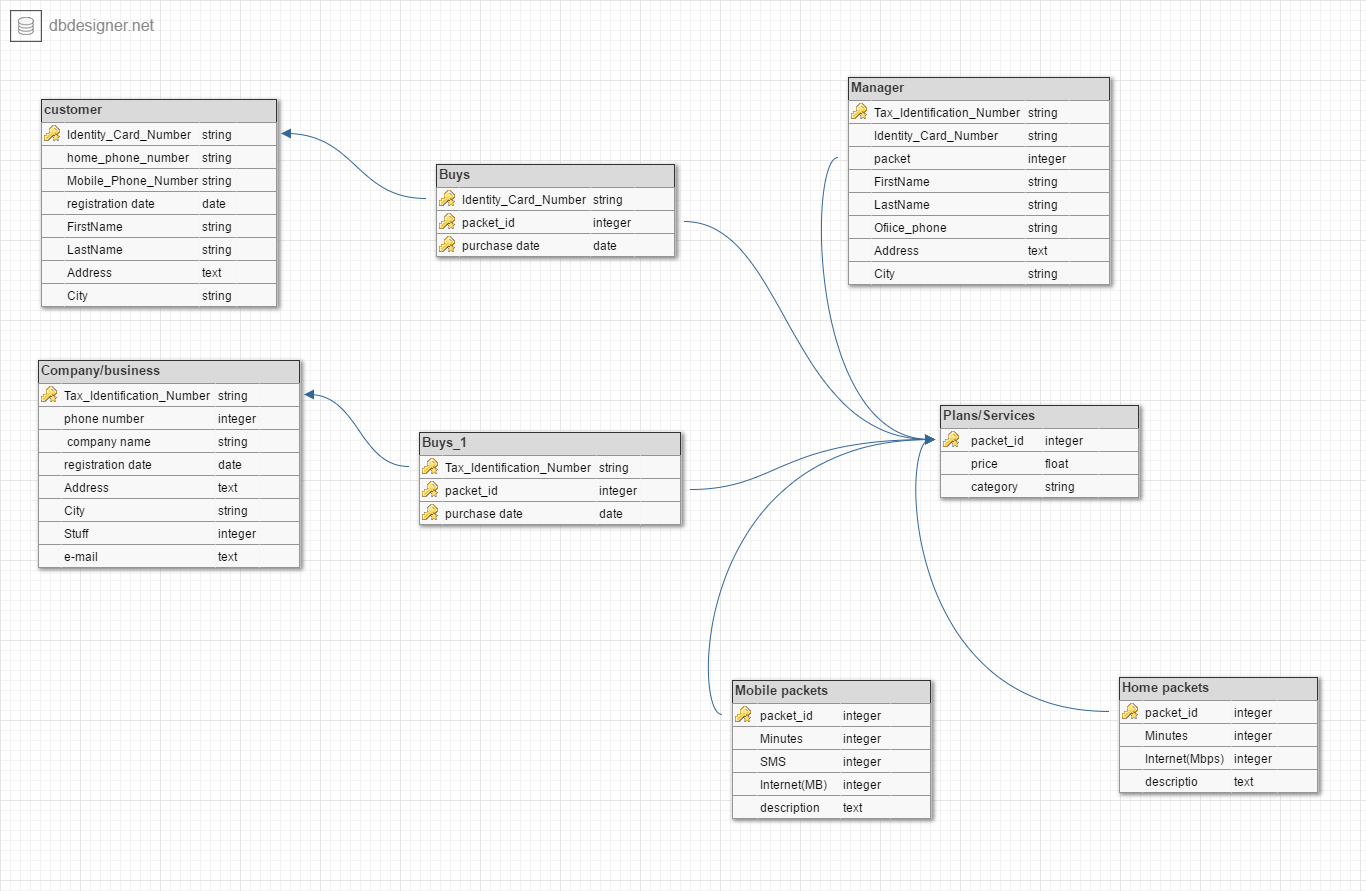 dbdesigner.net
customer
Identity_Card_Number string
home_phone_number string
Mobile_Phone_Number string
registration date date
FirstName string
LastName string
Address text
City string
Buys
Identity_Card_Number string
packet_id integer
purchase date date
Manager
Tax_Identification_Number string
Identity_Card_Number string
packet integer
FirstName string
LastName string
Ofiice_phone string
Address text
City string
Company/business
Tax_Identification_Number string
phone number integer
company name string
registration date date
Address text
City string
Stuff integer
e-mail text
Buys_1
Tax_Identification_Number string
packet_id integer
purchase date date
Plans/Services
packet_id integer
price float
category string
Mobile packets
packet_id integer
Minutes integer
SMS integer
Internet(MB) integer
description text
Home packets
packet_id integer
Minutes integer
Internet(Mbps) integer
descriptio text